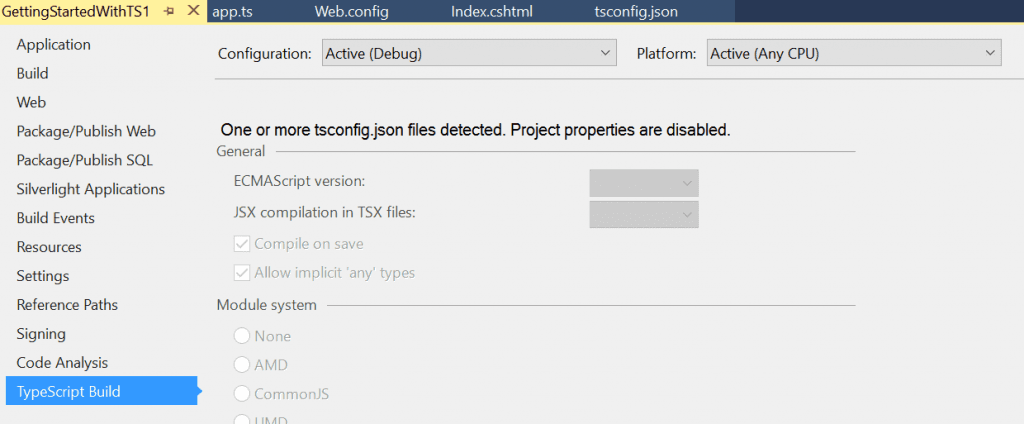 GettingStartedWithTS1 app.ts Web.config Index.cshtml tsconfig.json
Application
Build
Web
Package/Publish Web
Package/Publish SQL
Silverlight Applications
Build Events
Resources
Settings
Reference Paths
Signing
Code Analysis
TypeScript Build
Configuration: Active (Debug) Platform: Active (Any CPU)
One or more tsconfig.json files detected. Project properties are disabled.
General
ECMAScript version:
JSX compilation in TSX files:
Compile on save
Allow implicit 'any' types
Module system
None
AMD
CommonJS
UMD